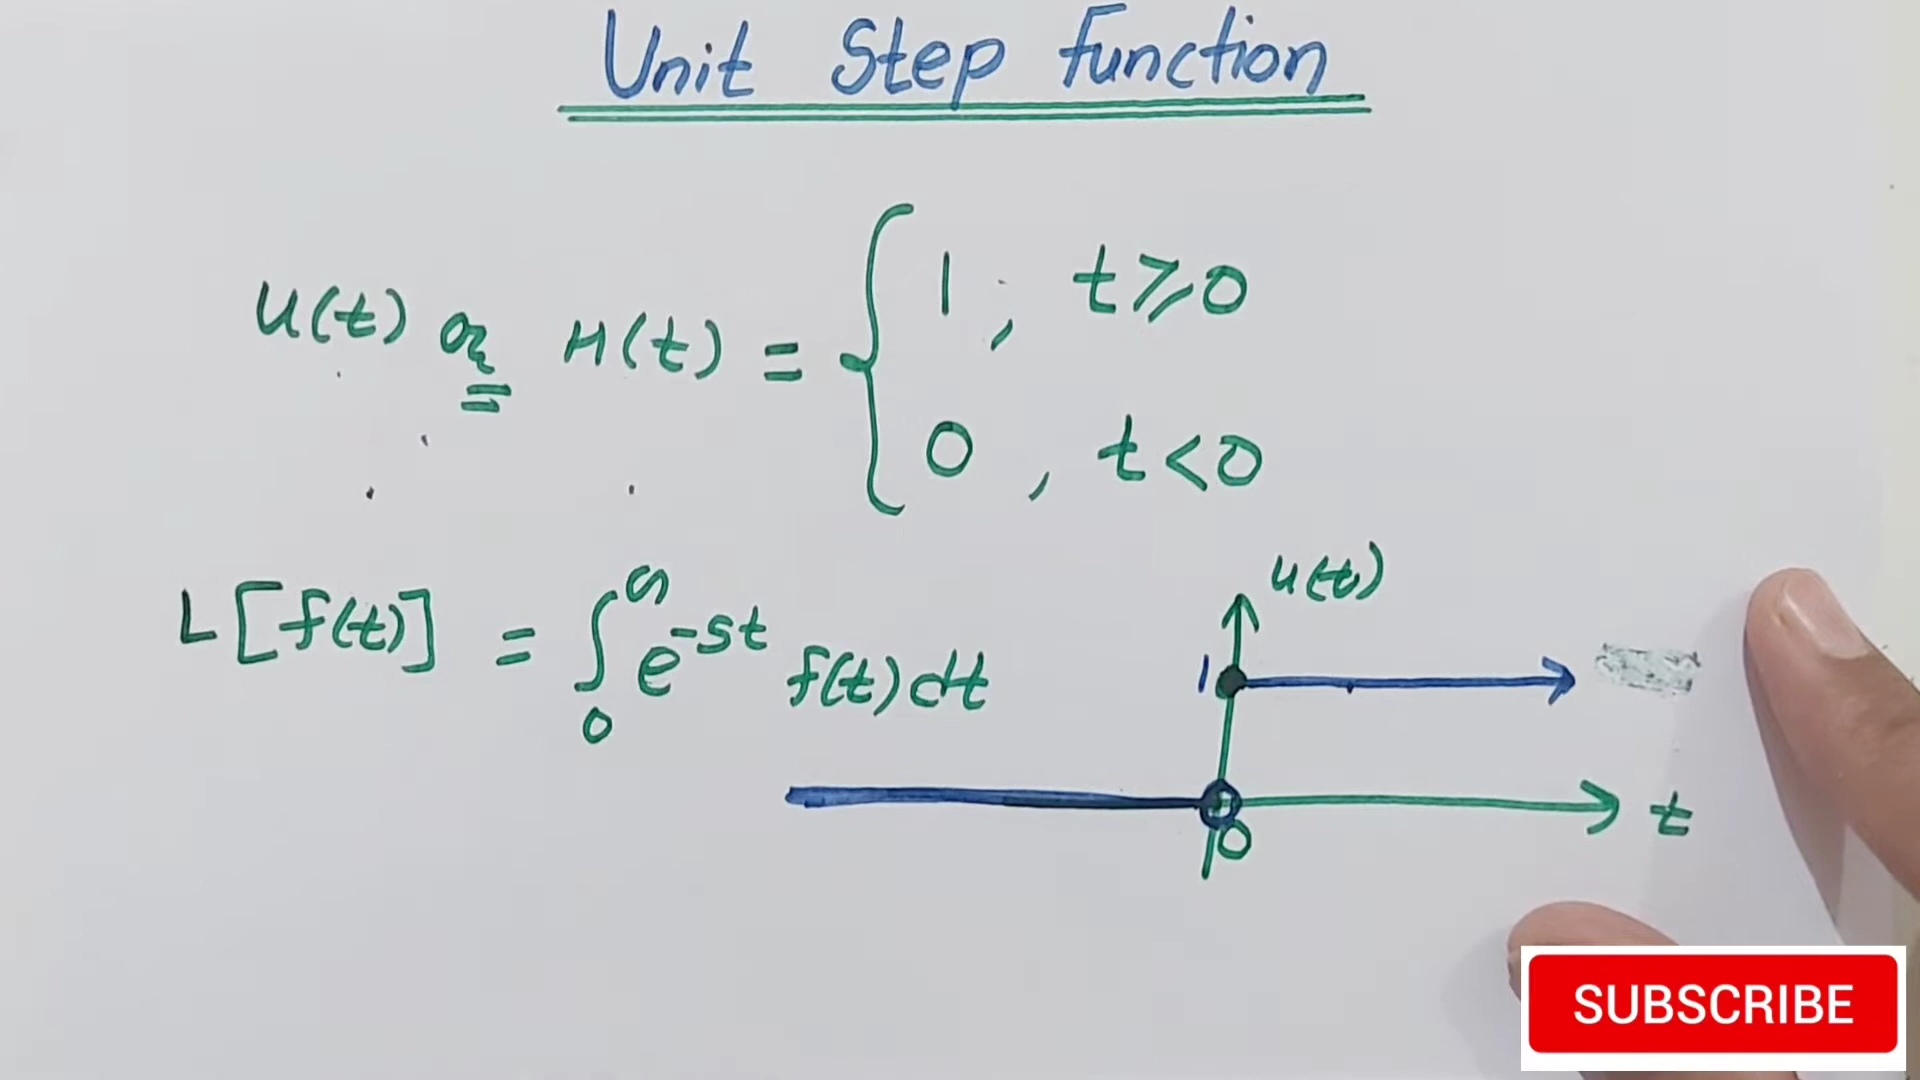 Unit Step function
u(t) or H(t) = { 1 , t ≥ 0
0 , t < 0
L[f(t)] = ∫₀^∞ e^-st f(t) dt
u(t)
1
t
0
SUBSCRIBE